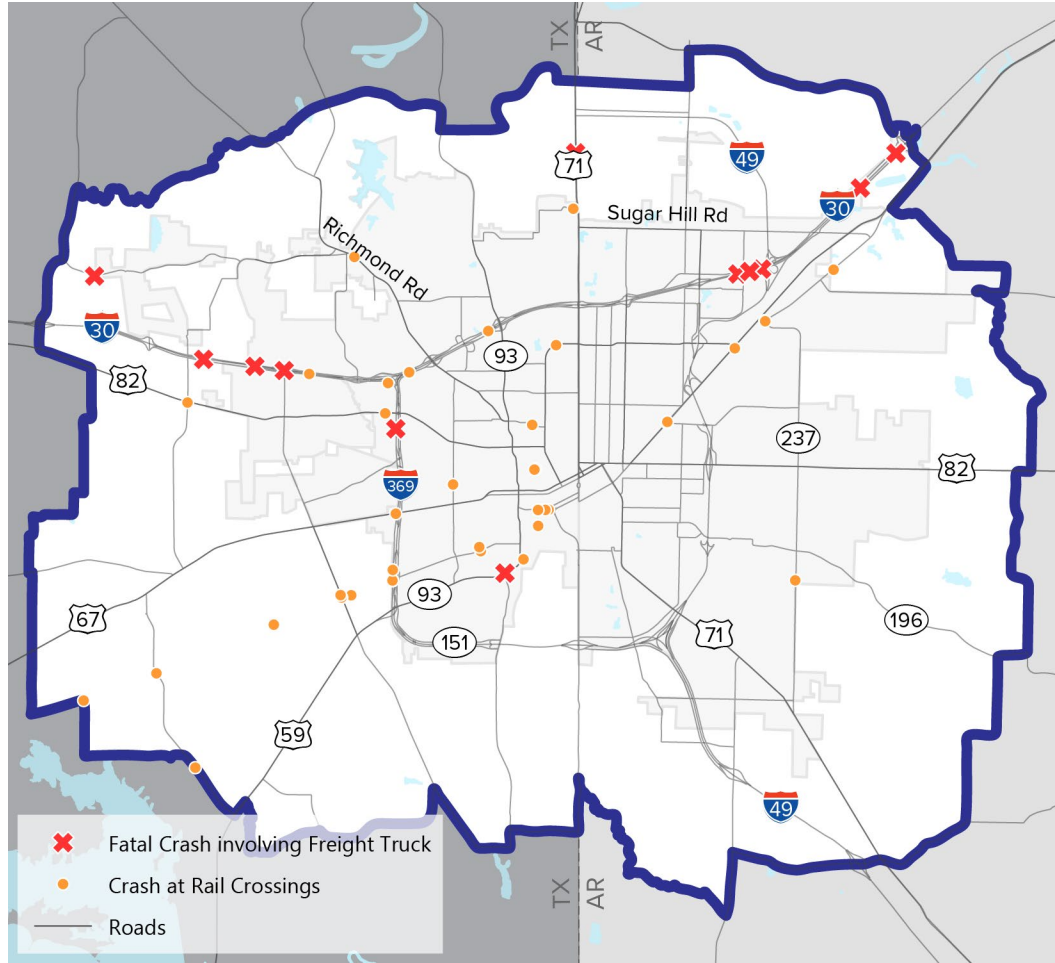 TX
AR
71
49
Sugar Hill Rd
30
Richmond Rd
30
93
82
237
82
369
93
67
151
71
196
59
49
Fatal Crash involving Freight Truck
Crash at Rail Crossings
Roads
TX
AR